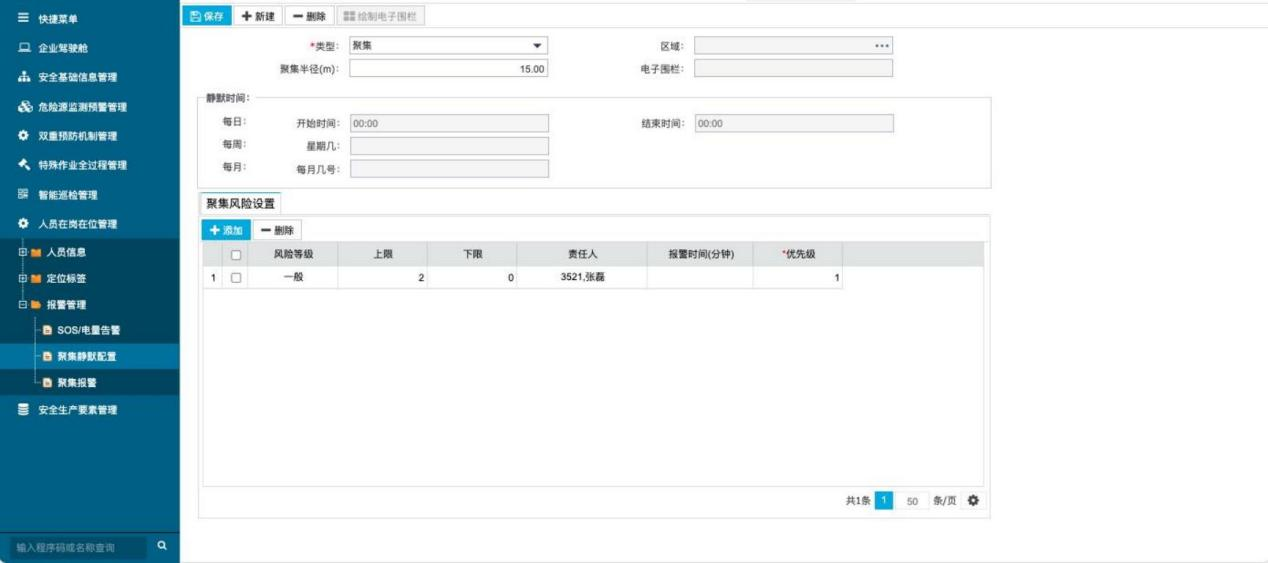 快捷菜单
企业驾驶舱
安全基础信息管理
危险源监测预警管理
双重预防机制管理
特殊作业全过程管理
智能巡检管理
人员在岗在位管理
人员信息
定位标签
报警管理
SOS/电量告警
聚集静默配置
聚集报警
安全生产要素管理
输入程序码或名称查询
保存 新建 删除 绘制电子围栏
*类型： 聚集 区域：
聚集半径(m)： 15.00 电子围栏：
静默时间：
每日： 开始时间： 00:00 结束时间： 00:00
每周： 星期几：
每月： 每月几号：
聚集风险设置
添加 删除
风险等级 上限 下限 责任人 报警时间(分钟) *优先级
1 一般 2 0 3521,张磊 1
共1条 1 50 条/页